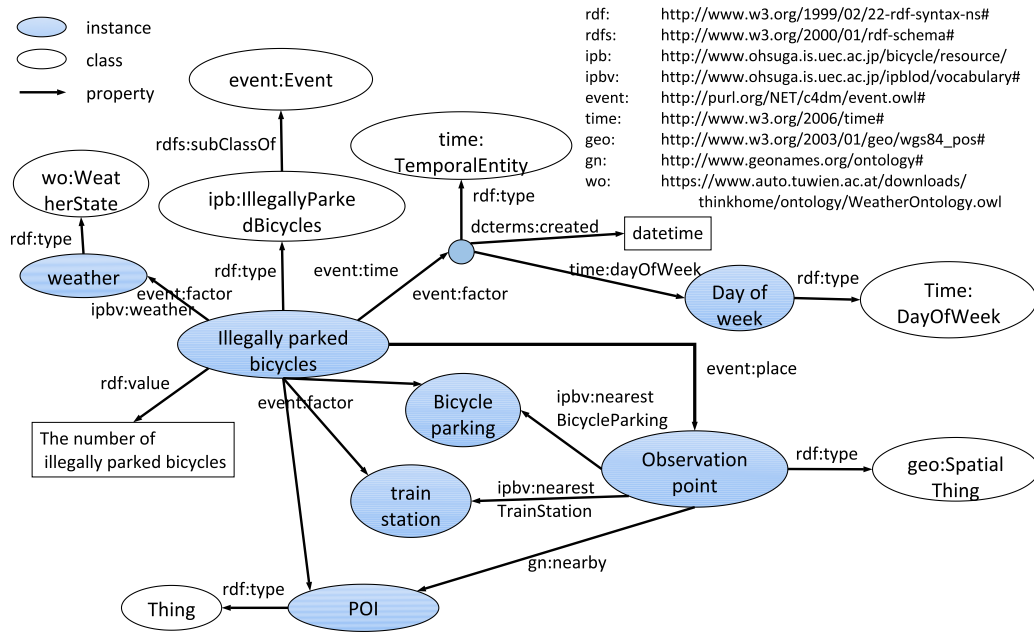 instance
class
property
rdf: http://www.w3.org/1999/02/22-rdf-syntax-ns#
rdfs: http://www.w3.org/2000/01/rdf-schema#
ipb: http://www.ohsuga.is.uec.ac.jp/bicycle/resource/
ipbv: http://www.ohsuga.is.uec.ac.jp/ipblod/vocabulary#
event: http://purl.org/NET/c4dm/event.owl#
time: http://www.w3.org/2006/time#
geo: http://www.w3.org/2003/01/geo/wgs84_pos#
gn: http://www.geonames.org/ontology#
wo: https://www.auto.tuwien.ac.at/downloads/
thinkhome/ontology/WeatherOntology.owl
event:Event
rdfs:subClassOf
time:
TemporalEntity
wo:Weat
herState
ipb:IllegallyParke
dBicycles
rdf:type
dcterms:created
datetime
rdf:type
weather
rdf:type
event:time
time:dayOfWeek
rdf:type
event:factor
ipbv:weather
event:factor
Day of
week
Time:
DayOfWeek
Illegally parked
bicycles
event:place
rdf:value
event:factor
Bicycle
parking
ipbv:nearest
BicycleParking
The number of
illegally parked bicycles
Observation
point
rdf:type
geo:Spatial
Thing
train
station
ipbv:nearest
TrainStation
gn:nearby
rdf:type
Thing
POI